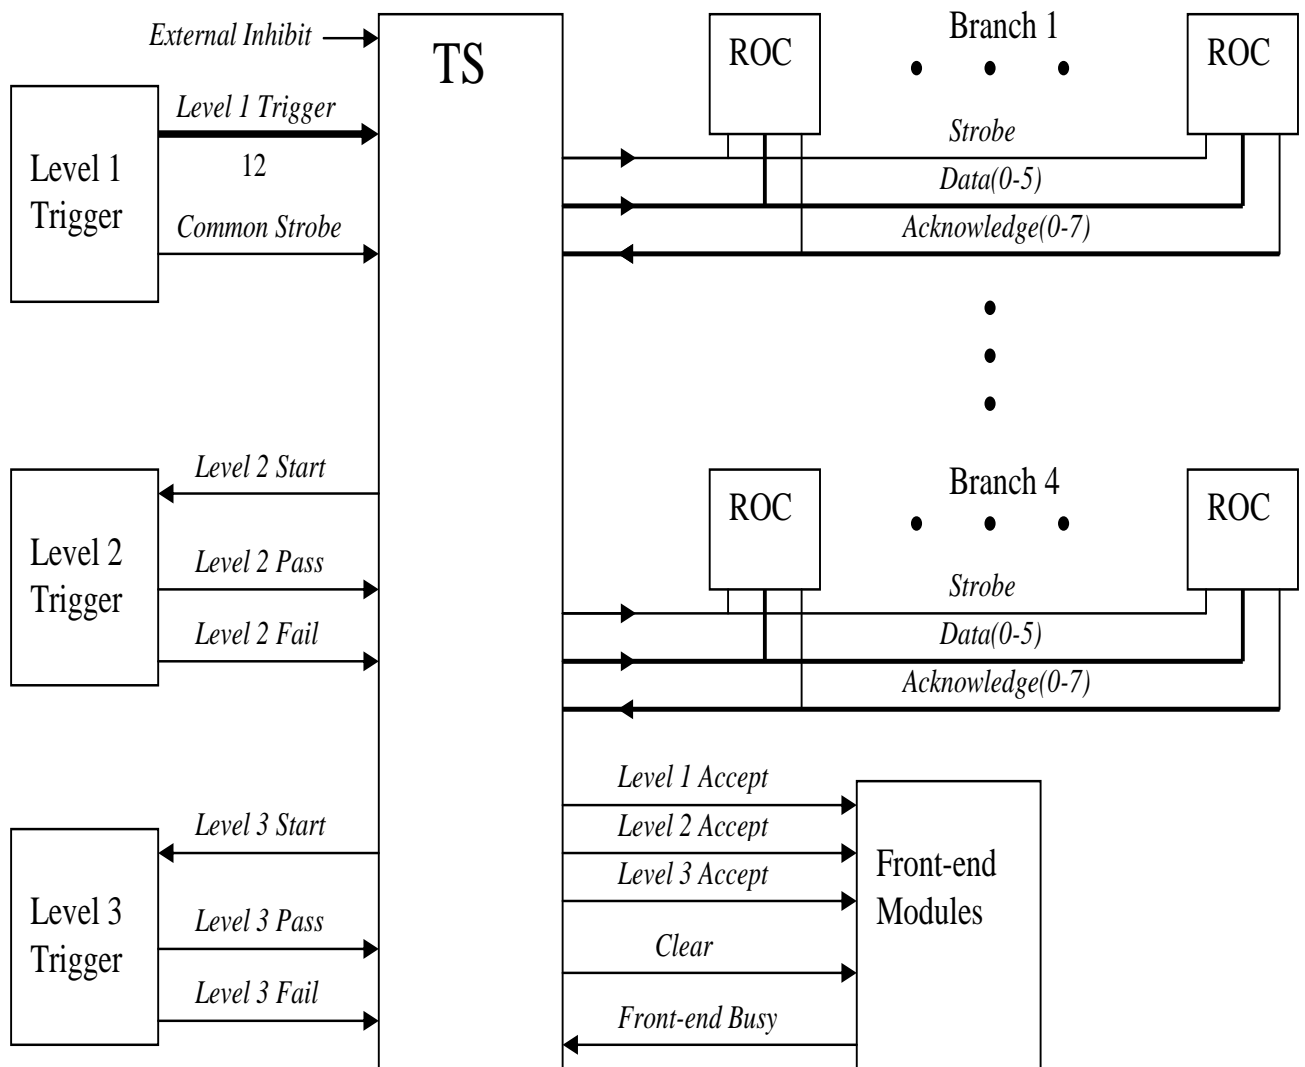 External Inhibit
TS
ROC
Branch 1
ROC
Level 1 Trigger
12
Level 1
Trigger
Common Strobe
Strobe
Data(0-5)
Acknowledge(0-7)
Level 2 Start
Level 2
Trigger
Level 2 Pass
Level 2 Fail
ROC
Branch 4
ROC
Strobe
Data(0-5)
Acknowledge(0-7)
Level 3 Start
Level 3
Trigger
Level 3 Pass
Level 3 Fail
Level 1 Accept
Level 2 Accept
Level 3 Accept
Clear
Front-end Busy
Front-end
Modules